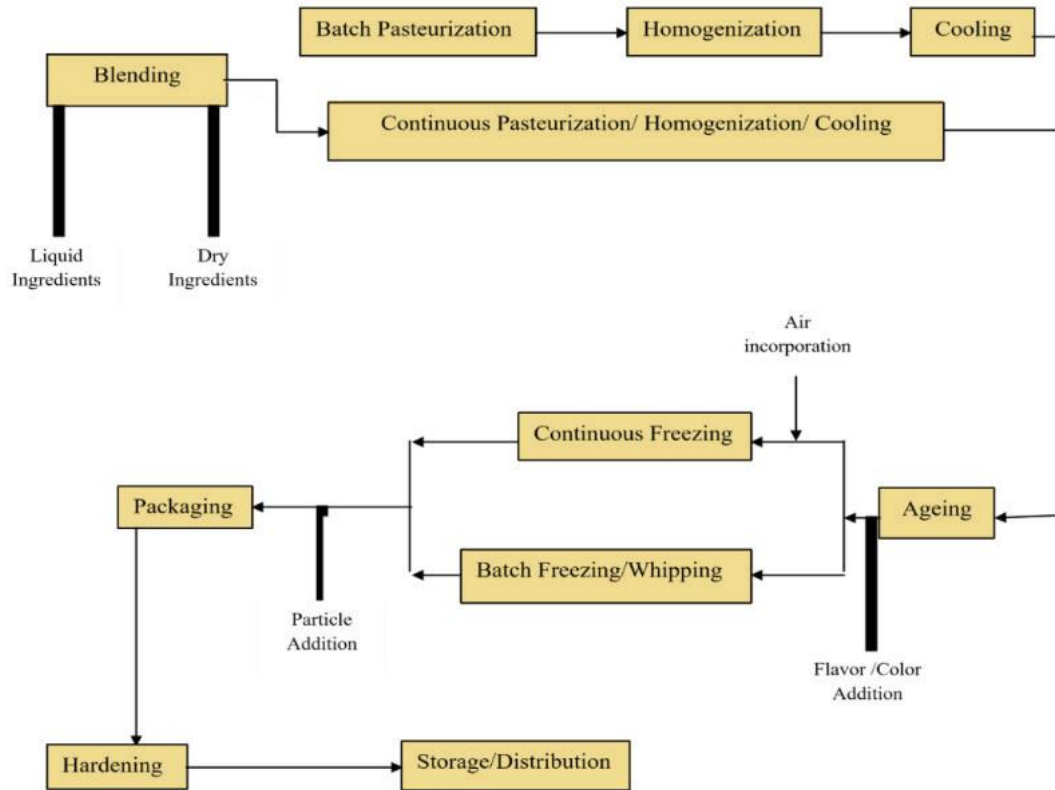 Batch Pasteurization
Homogenization
Cooling
Blending
Continuous Pasteurization/ Homogenization/ Cooling
Liquid
Ingredients
Dry
Ingredients
Air
incorporation
Continuous Freezing
Packaging
Ageing
Batch Freezing/Whipping
Particle
Addition
Flavor /Color
Addition
Hardening
Storage/Distribution